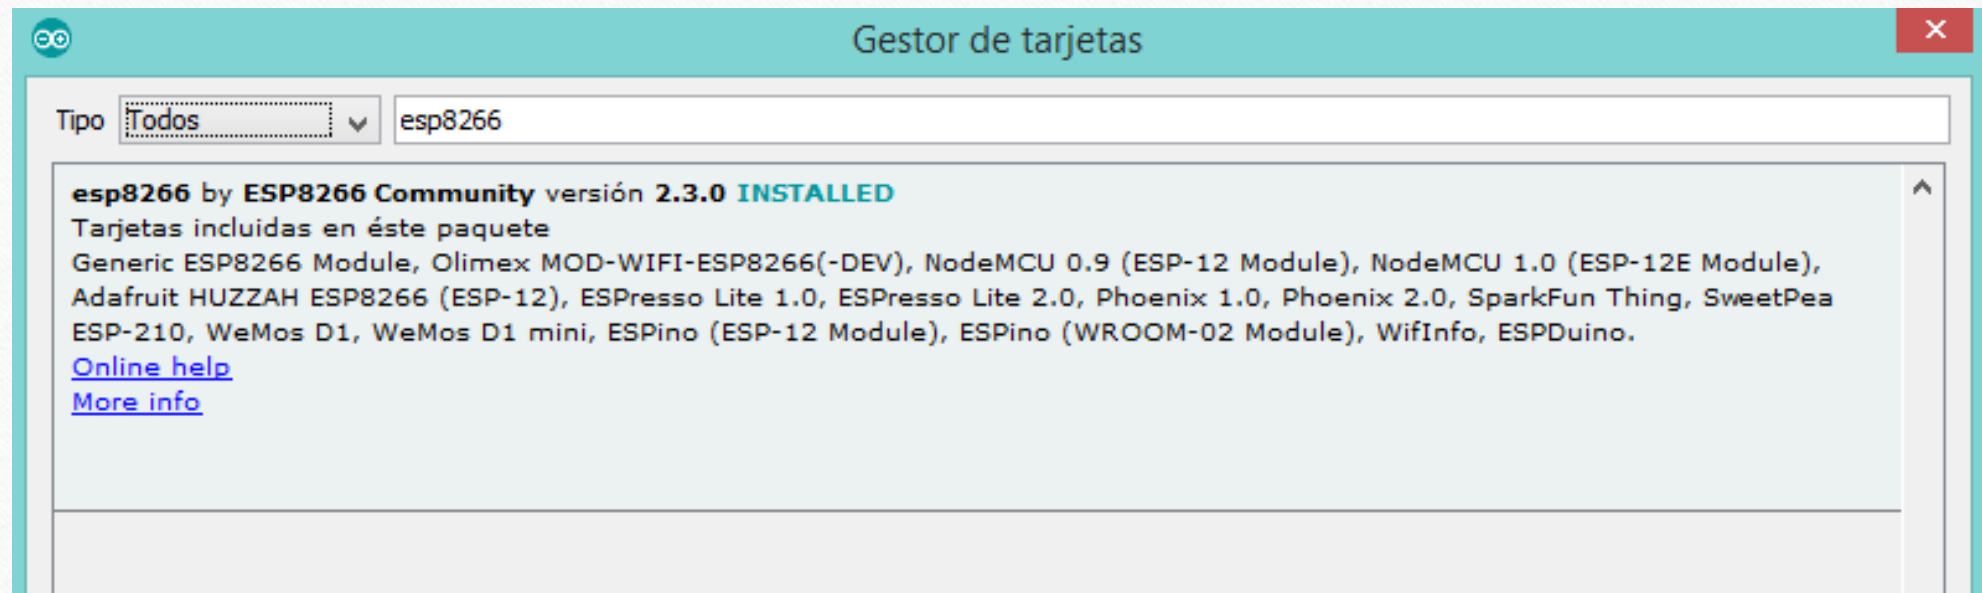 Gestor de tarjetas
Tipo Todos esp8266
esp8266 by ESP8266 Community versión 2.3.0 INSTALLED
Tarjetas incluidas en éste paquete
Generic ESP8266 Module, Olimex MOD-WIFI-ESP8266(-DEV), NodeMCU 0.9 (ESP-12 Module), NodeMCU 1.0 (ESP-12E Module),
Adafruit HUZZAH ESP8266 (ESP-12), ESPresso Lite 1.0, ESPresso Lite 2.0, Phoenix 1.0, Phoenix 2.0, SparkFun Thing, SweetPea
ESP-210, WeMos D1, WeMos D1 mini, ESPino (ESP-12 Module), ESPino (WROOM-02 Module), WifInfo, ESPDuino.
Online help
More info